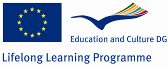 Education and Culture DG
Lifelong Learning Programme